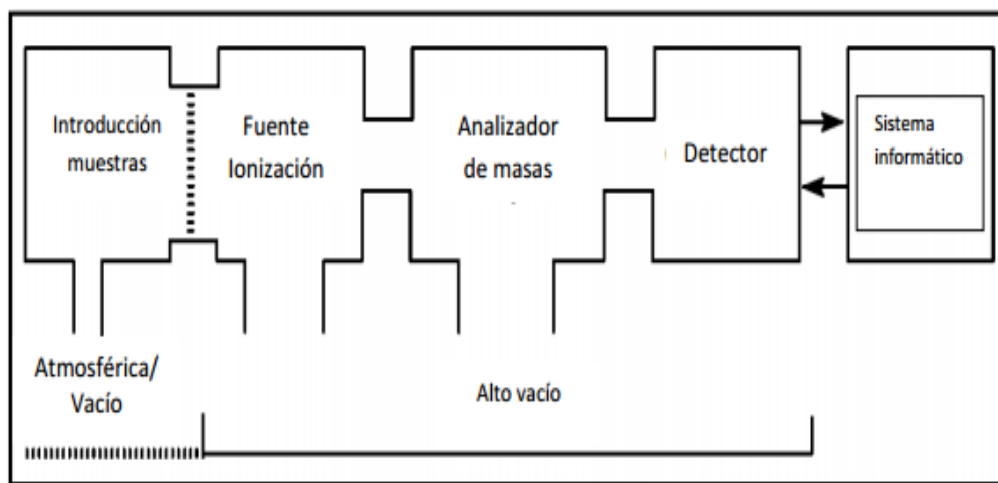 Introducción
muestras
Fuente
Ionización
Analizador
de masas
Detector
Sistema
informático
Atmosférica/
Vacío
Alto vacío